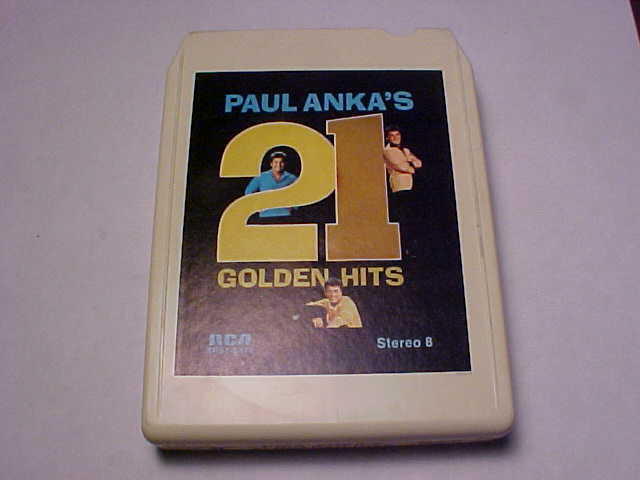 PAUL ANKA'S
21
GOLDEN HITS
RCA
Stereo 8